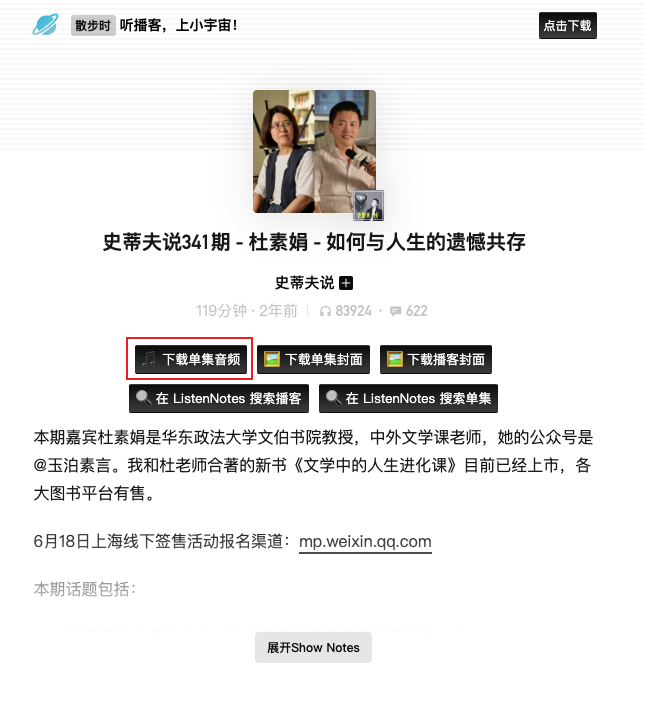 散步时 听播客，上小宇宙！
点击下载
史蒂夫说341期 - 杜素娟 - 如何与人生的遗憾共存
史蒂夫说
119分钟 · 2年前 83924 · 622
下载单集音频 下载单集封面 下载播客封面
在 ListenNotes 搜索播客 在 ListenNotes 搜索单集
本期嘉宾杜素娟是华东政法大学文伯书院教授，中外文学课老师，她的公众号是
@玉泊素言。我和杜老师合著的新书《文学中的人生进化课》目前已经上市，各
大图书平台有售。
6月18日上海线下签售活动报名渠道：mp.weixin.qq.com
本期话题包括：
展开Show Notes